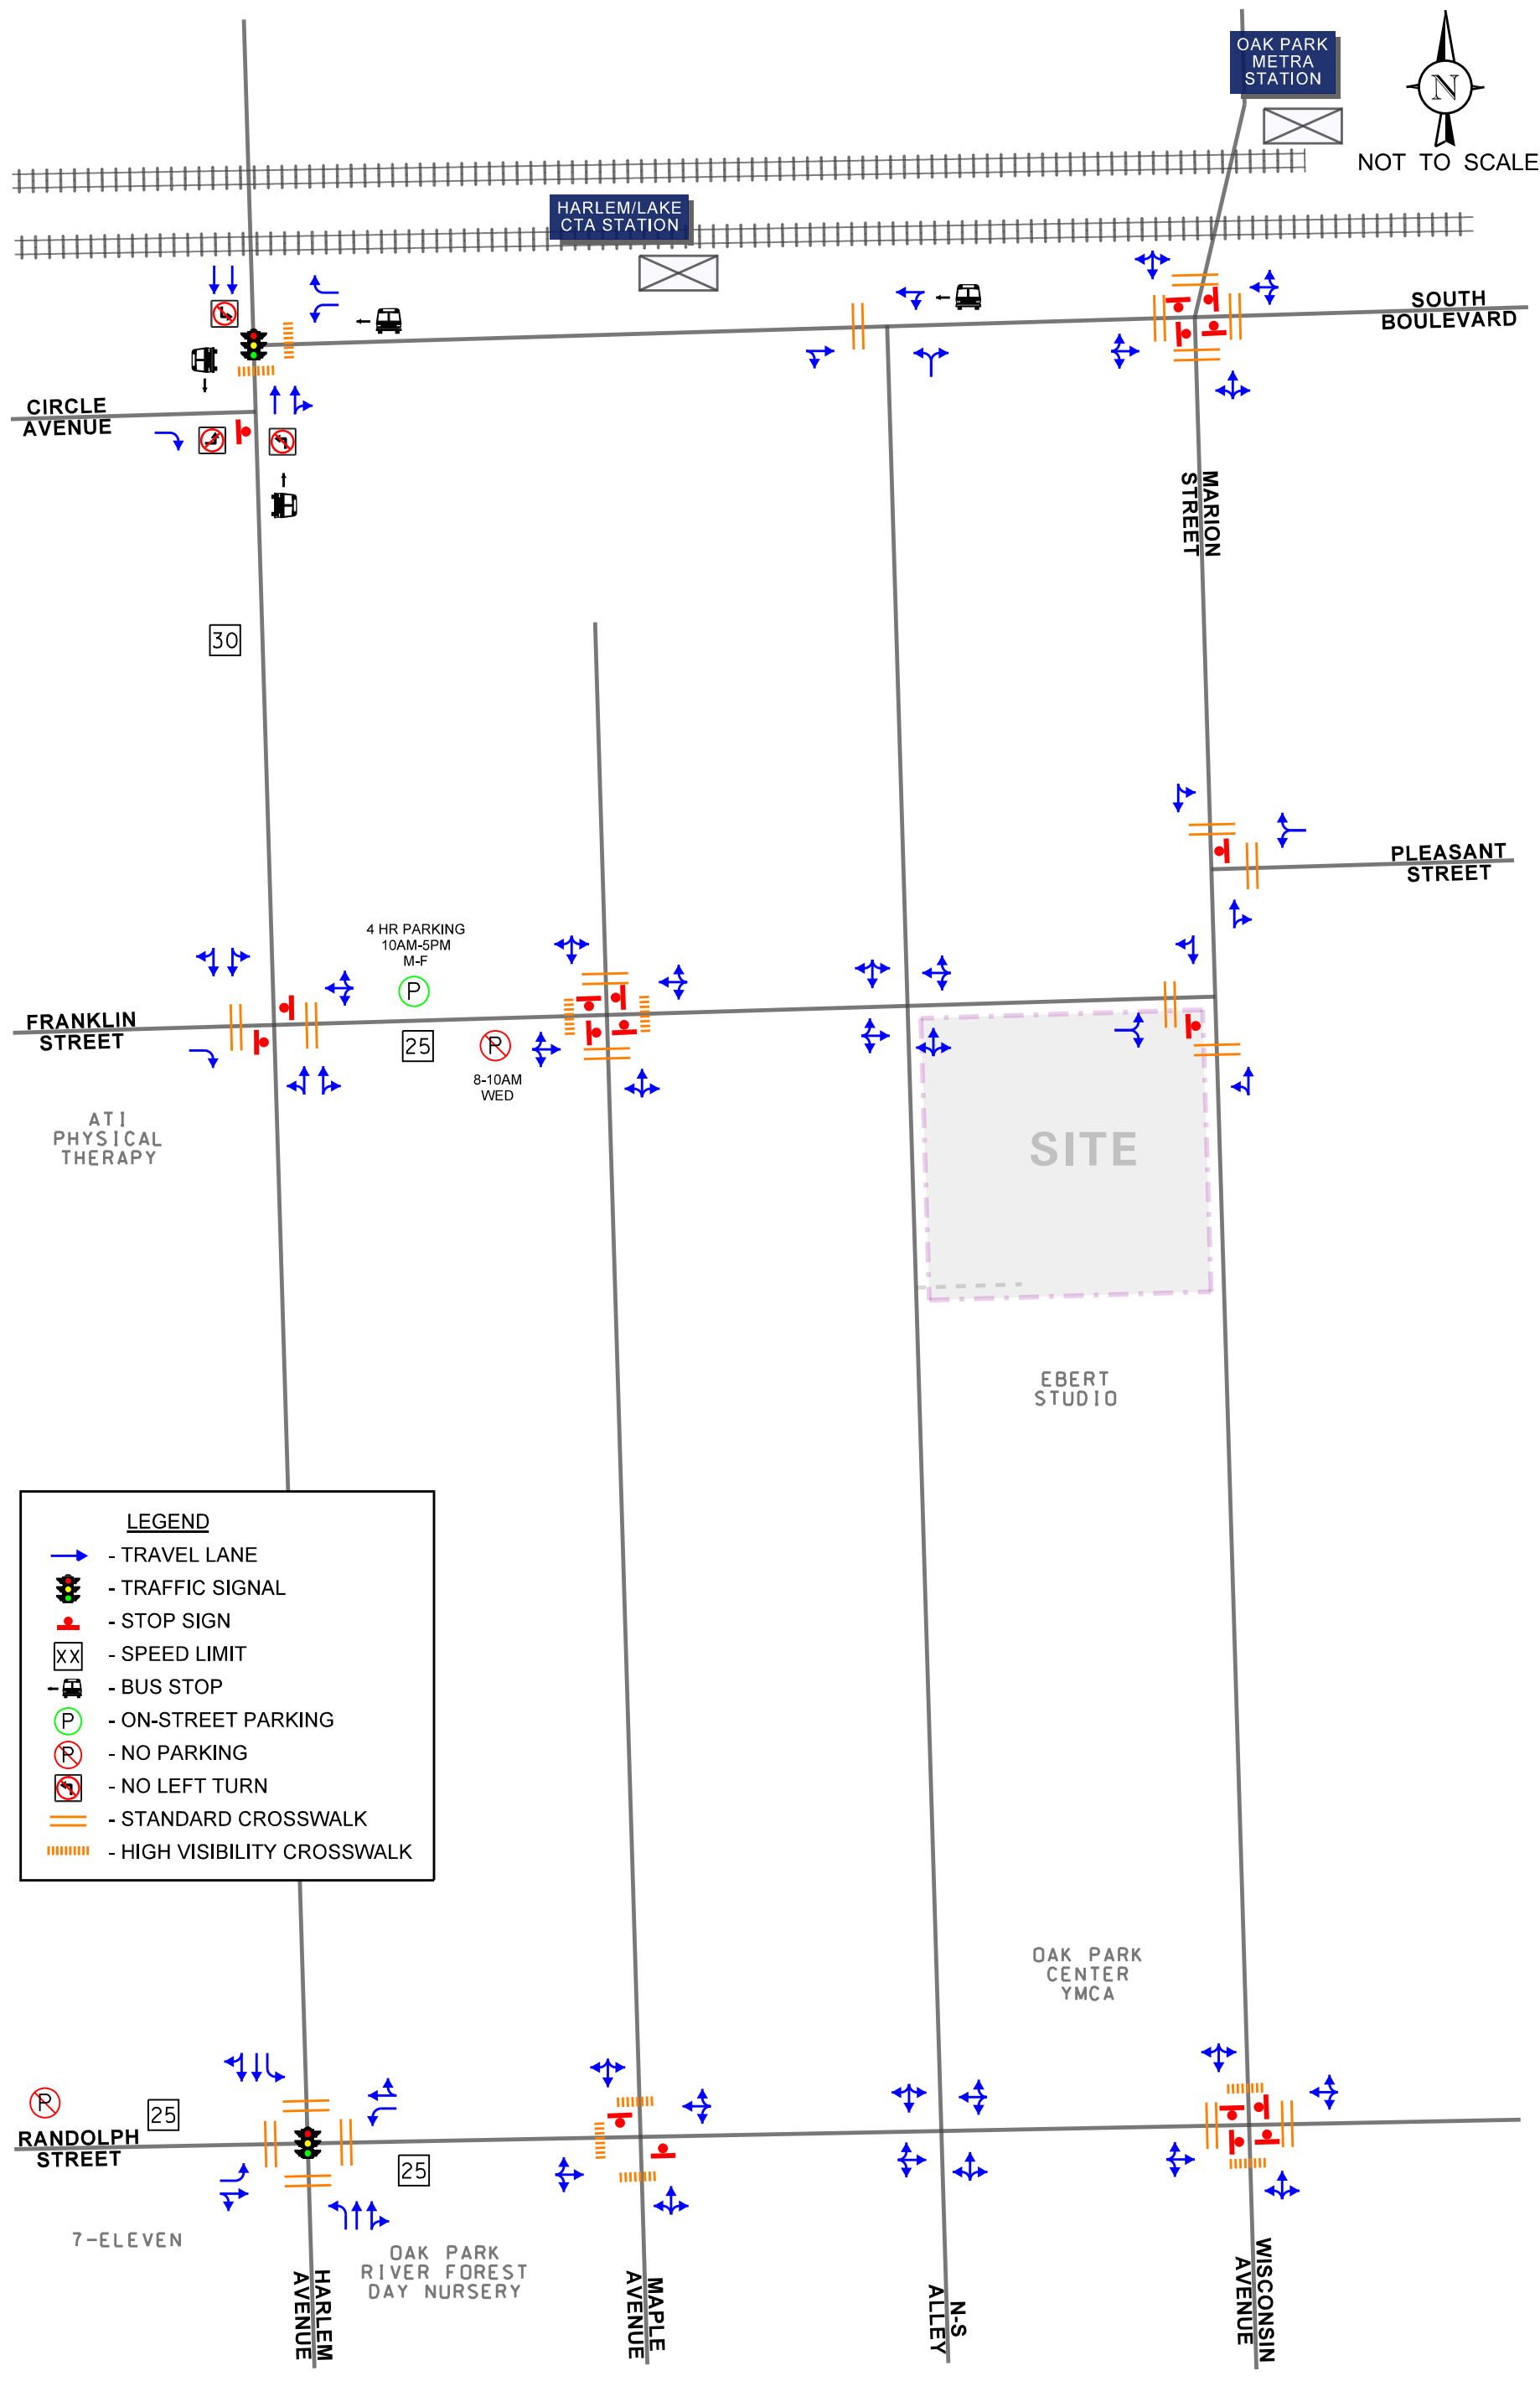 OAK PARK
METRA
STATION
N
NOT TO SCALE
HARLEM/LAKE
CTA STATION
SOUTH
BOULEVARD
CIRCLE
AVENUE
MARION
STREET
30
PLEASANT
STREET
4 HR PARKING
10AM-5PM
M-F
P
FRANKLIN
STREET
25
P
8-10AM
WED
ATI
PHYSICAL
THERAPY
SITE
EBERT
STUDIO
LEGEND
- TRAVEL LANE
- TRAFFIC SIGNAL
- STOP SIGN
XX - SPEED LIMIT
- BUS STOP
P - ON-STREET PARKING
P - NO PARKING
- NO LEFT TURN
- STANDARD CROSSWALK
- HIGH VISIBILITY CROSSWALK
OAK PARK
CENTER
YMCA
P
25
RANDOLPH
STREET
25
7-ELEVEN
OAK PARK
RIVER FOREST
DAY NURSERY
HARLEM
AVENUE
MAPLE
AVENUE
N-S
ALLEY
WISCONSIN
AVENUE